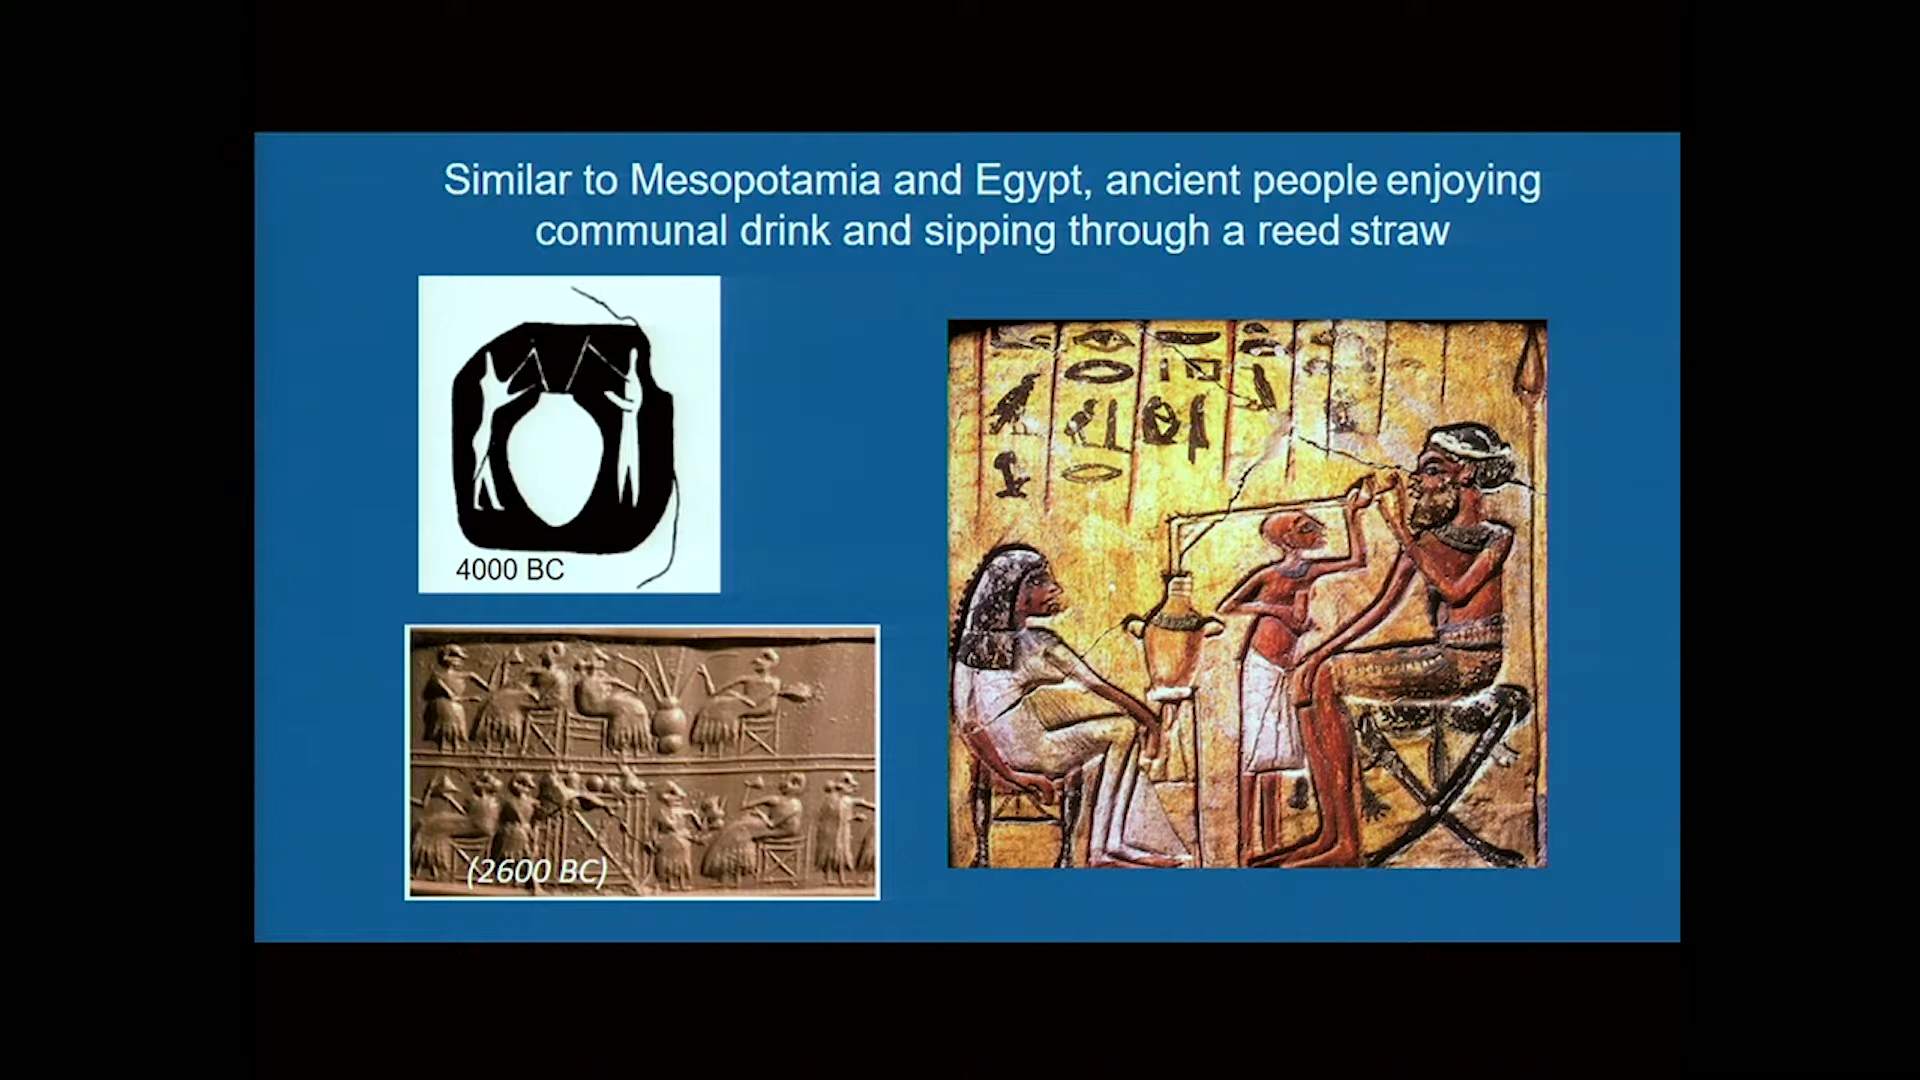 Similar to Mesopotamia and Egypt, ancient people enjoying
communal drink and sipping through a reed straw
4000 BC
(2600 BC)